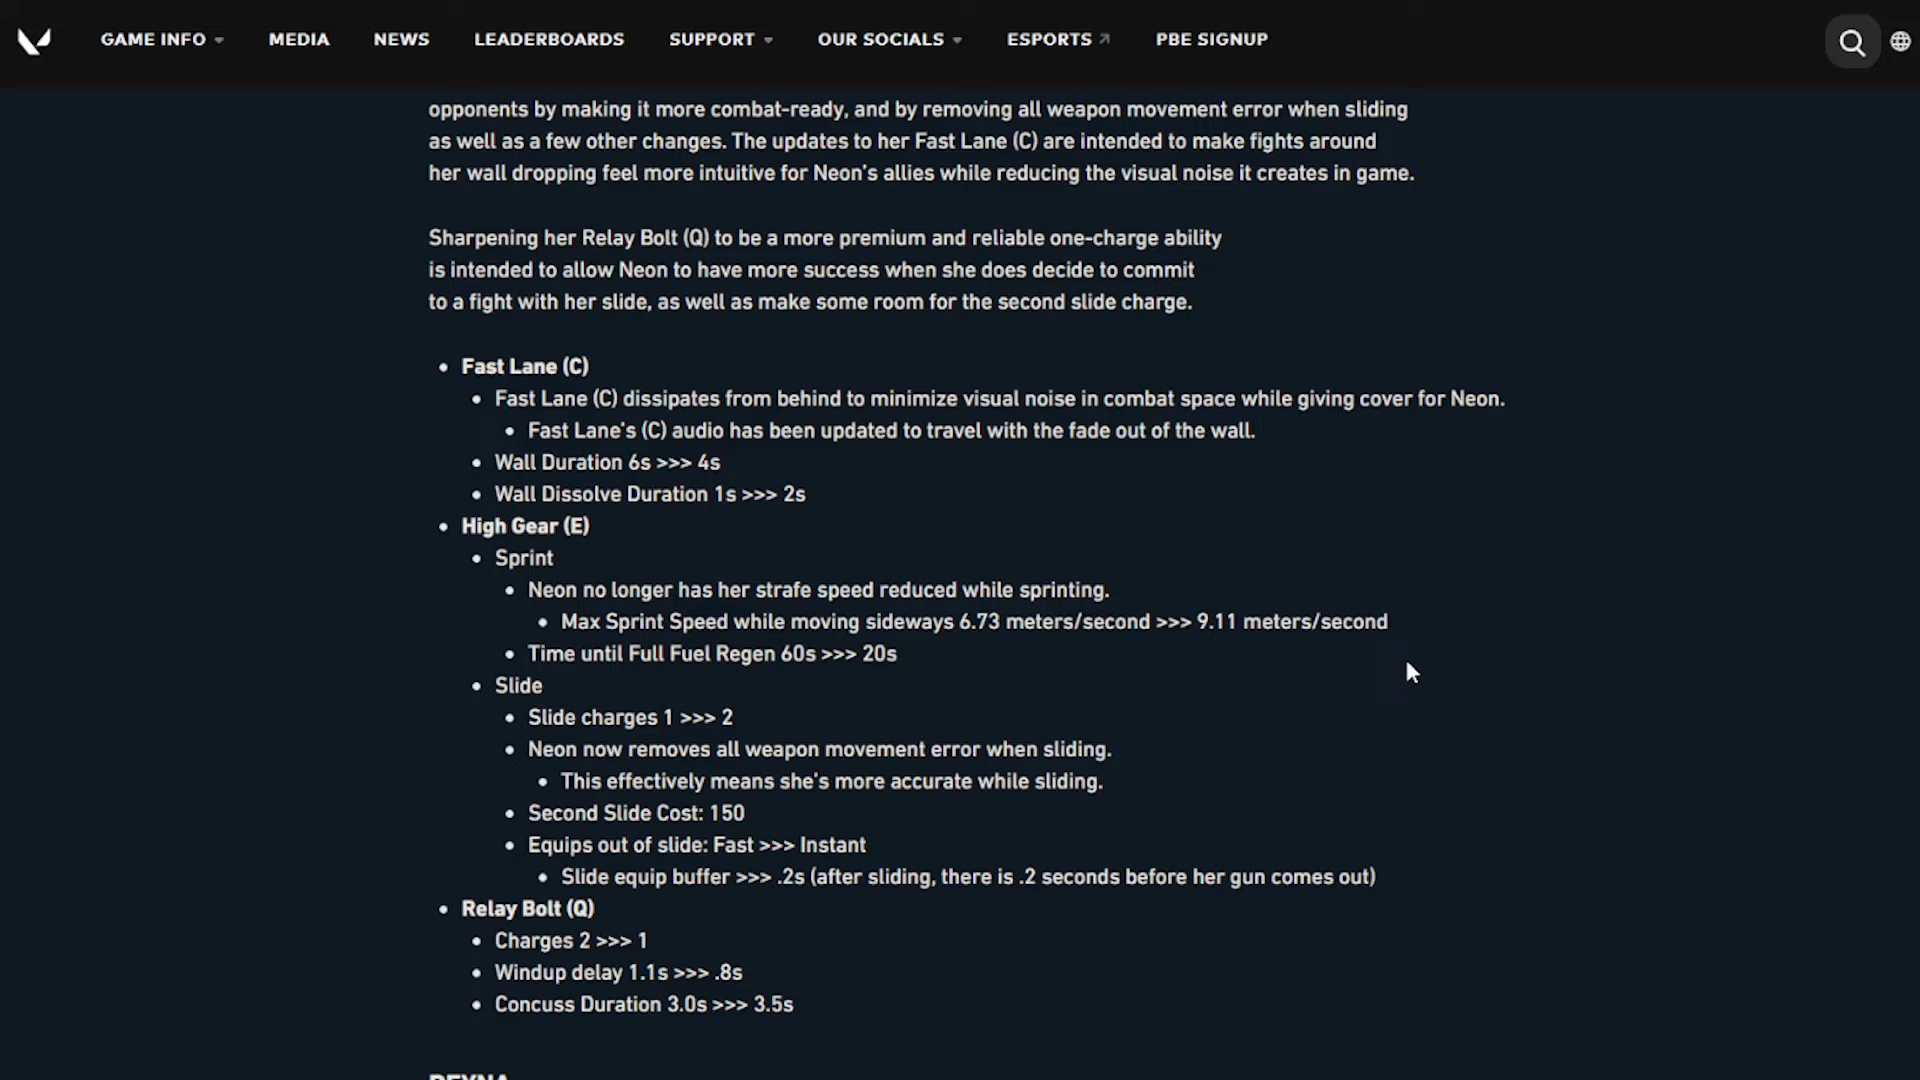 GAME INFO MEDIA NEWS LEADERBOARDS SUPPORT OUR SOCIALS ESPORTS PBE SIGNUP
opponents by making it more combat-ready, and by removing all weapon movement error when sliding
as well as a few other changes. The updates to her Fast Lane (C) are intended to make fights around
her wall dropping feel more intuitive for Neon's allies while reducing the visual noise it creates in game.
Sharpening her Relay Bolt (Q) to be a more premium and reliable one-charge ability
is intended to allow Neon to have more success when she does decide to commit
to a fight with her slide, as well as make some room for the second slide charge.
Fast Lane (C)
Fast Lane (C) dissipates from behind to minimize visual noise in combat space while giving cover for Neon.
Fast Lane's (C) audio has been updated to travel with the fade out of the wall.
Wall Duration 6s >>> 4s
Wall Dissolve Duration 1s >>> 2s
High Gear (E)
Sprint
Neon no longer has her strafe speed reduced while sprinting.
Max Sprint Speed while moving sideways 6.73 meters/second >>> 9.11 meters/second
Time until Full Fuel Regen 60s >>> 20s
Slide
Slide charges 1 >>> 2
Neon now removes all weapon movement error when sliding.
This effectively means she's more accurate while sliding.
Second Slide Cost: 150
Equips out of slide: Fast >>> Instant
Slide equip buffer >>> .2s (after sliding, there is .2 seconds before her gun comes out)
Relay Bolt (Q)
Charges 2 >>> 1
Windup delay 1.1s >>> .8s
Concuss Duration 3.0s >>> 3.5s
REYNA